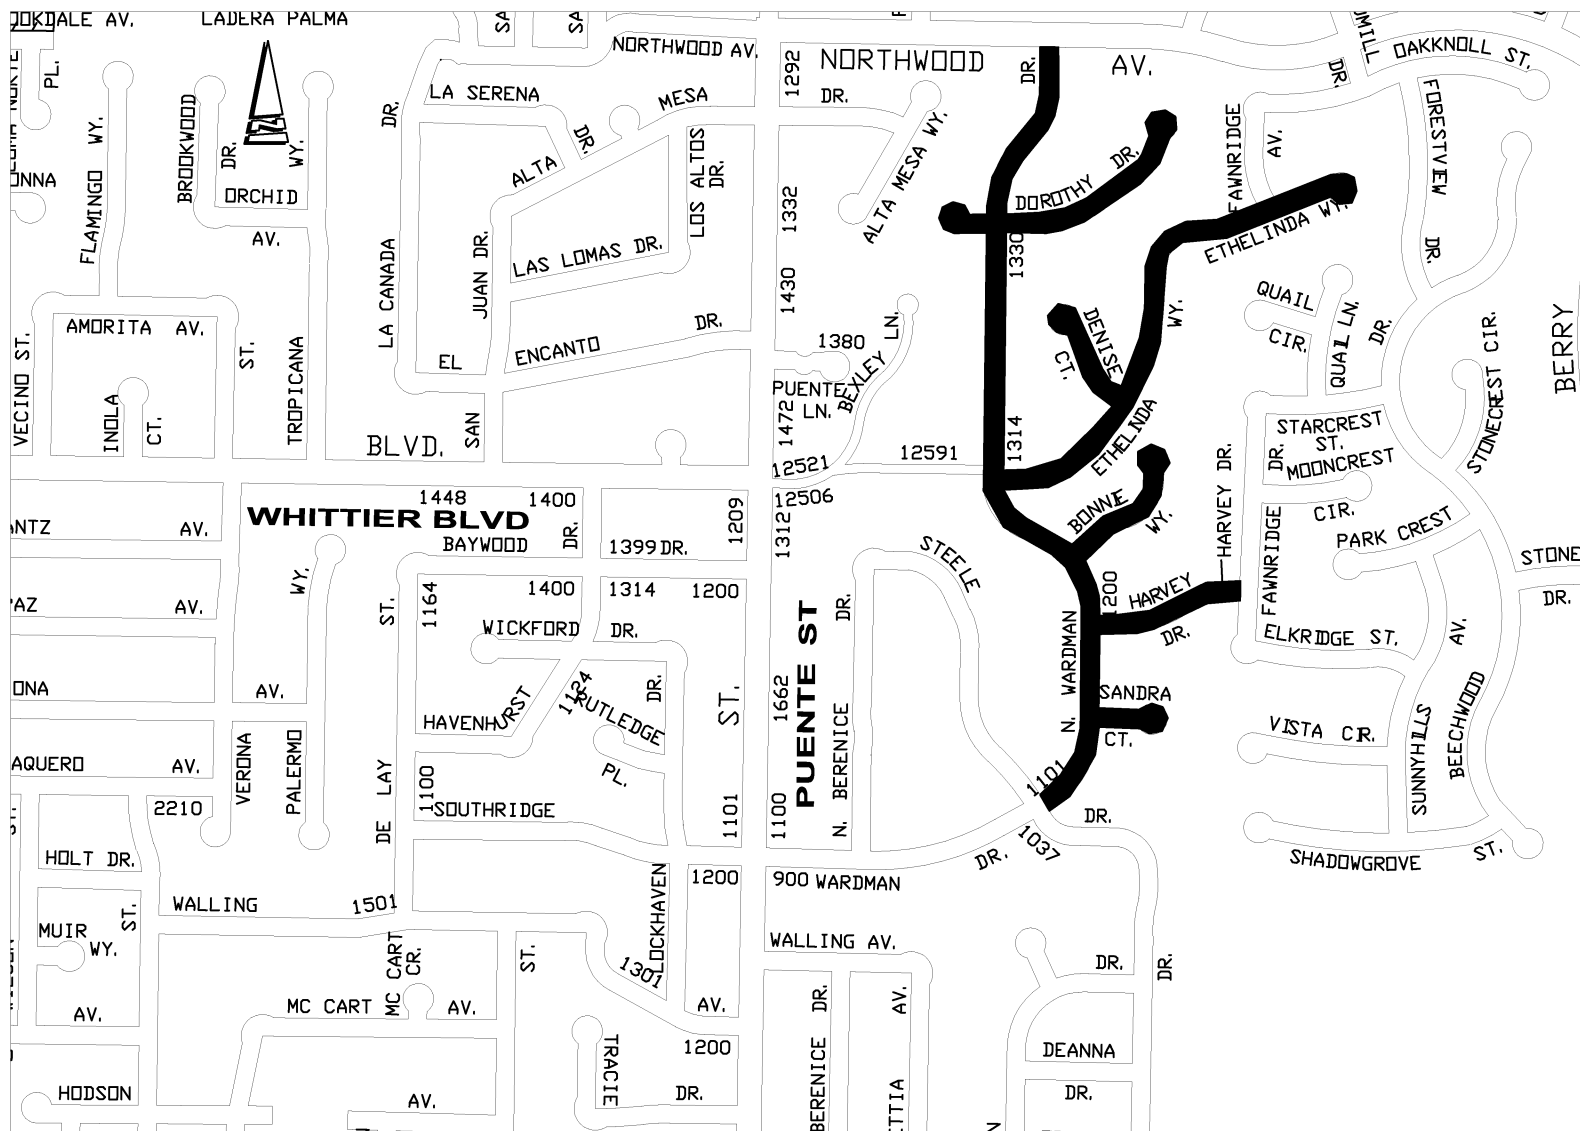 DALE AV.
LADERA PALMA
NORTHWOOD AV.
1292
NORTHWOOD
AV.
DR.
OAKKNOLL ST.
DR.
PL.
LA SERENA
DR.
MESA
DR.
DR.
ALTA
LOS ALTOS
DR.
ALTA MESA WY.
FORESTVIEW
DR.
FLAMINGO WY.
BROOKWOOD
DR.
WY.
ORCHID
AV.
N
DOROTHY
DR.
FAWNRIDGE
AV.
1332
1330
ETHELINDA WY.
LA CANADA
JUAN DR.
LAS LOMAS DR.
1430
QUAIL
CIR.
QUAIL LN.
DR.
WY.
AMORITA AV.
VECINO ST.
ST.
TROPICANA
EL
ENCANTO
DR.
1380
LN.
BEXLEY
PUENTE
LN.
DENISE
CT.
STONECREST CIR.
BERRY
INOLA
CT.
BLVD.
SAN
1472
12521
12591
1314
ETHELINDA
STARCREST
ST.
MOONCREST
CIR.
DR.
HARVEY DR.
12506
1448
1400
WHITTIER BLVD
1209
1312
BONNIE
WY.
PARK CREST
STONE
DR.
AV.
BAYWOOD
DR.
1399 DR.
STEELE
WY.
ST.
1164
1400
1314
1200
AV.
DR.
1200
HARVEY
DR.
FAWNRIDGE
ELKRIDGE ST.
AV.
WICKFORD
DR.
PUENTE ST
N. WARDMAN
AV.
HAVENHURST
1124
RUTLEDGE
DR.
PL.
ST.
1662
SANDRA
CT.
VISTA CIR.
SUNNYHILLS
BEECHWOOD
AV.
VERONA
PALERMO
DE LAY
1100
2210
SOUTHRIDGE
1101
1100
N. BERENICE
1101
DR.
1037
DR.
SHADOWGROVE
ST.
HOLT DR.
WALLING
1501
LOCKHAVEN
1200
900 WARDMAN
MUIR
WY.
ST.
MC CART
CR.
ST.
1301
WALLING AV.
DR.
DR.
AV.
MC CART
AV.
AV.
1200
DR.
AV.
DEANNA
DR.
HODSON
AV.
TRACIE
DR.
BERENICE